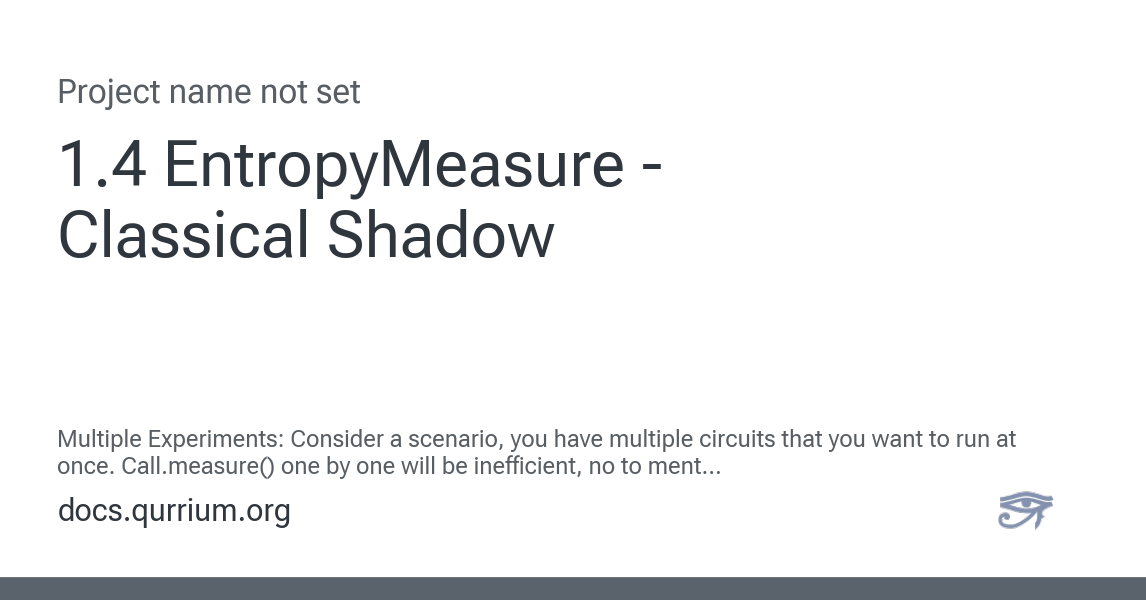 Project name not set
1.4 EntropyMeasure -
Classical Shadow
Multiple Experiments: Consider a scenario, you have multiple circuits that you want to run at
once. Call.measure() one by one will be inefficient, no to ment...
docs.qurrium.org